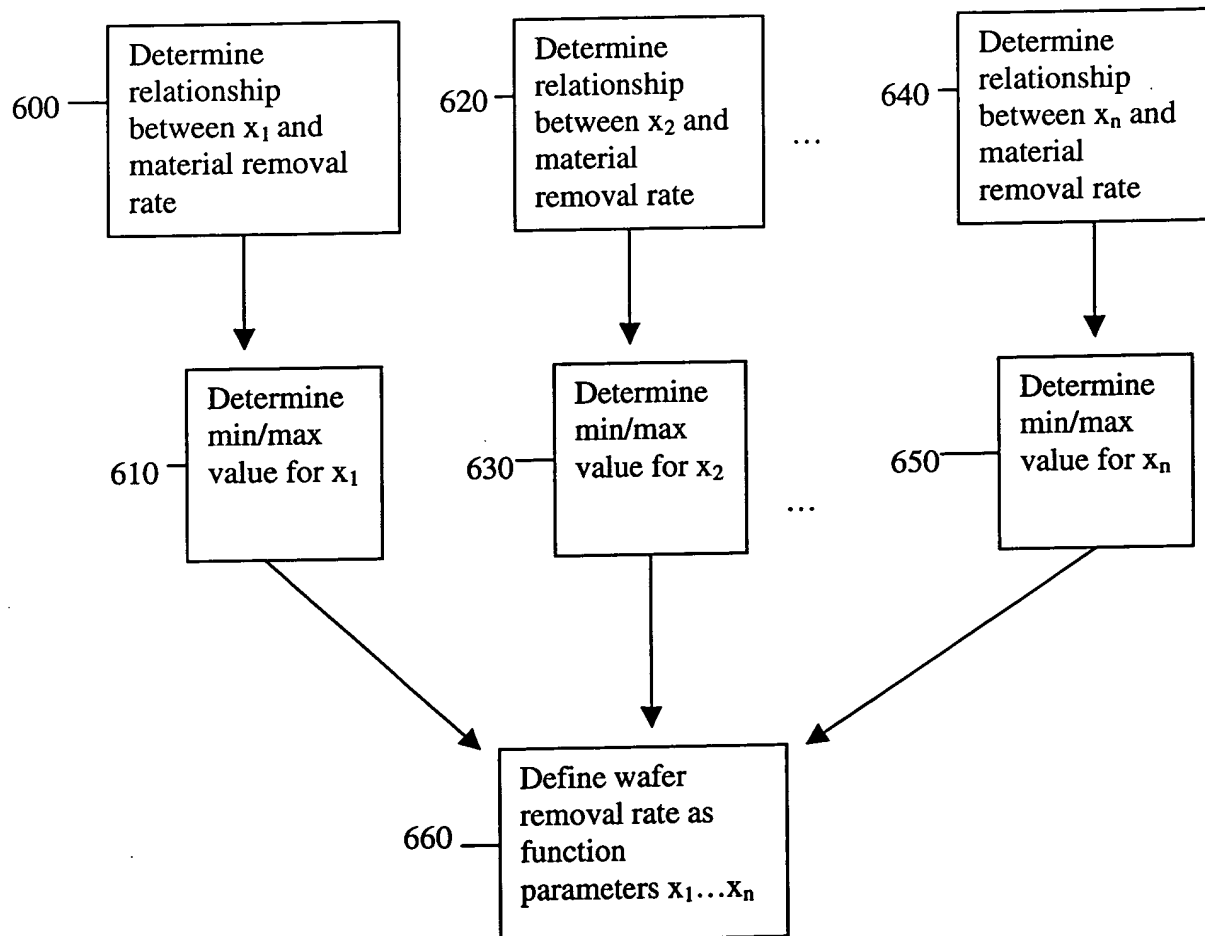 600
Determine
relationship
between x₁ and
material removal
rate
620
Determine
relationship
between x₂ and
material
removal rate
...
640
Determine
relationship
between xₙ and
material
removal rate
610
Determine
min/max
value for x₁
630
Determine
min/max
value for x₂
...
650
Determine
min/max
value for xₙ
660
Define wafer
removal rate as
function
parameters x₁...xₙ